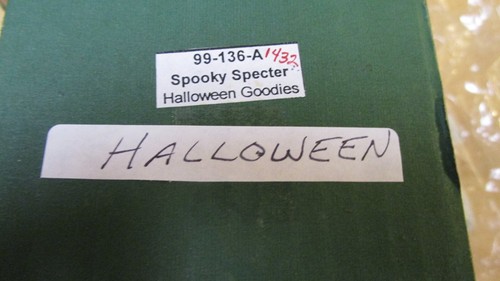 99-136-A 1432
Spooky Specter
Halloween Goodies
HALLOWEEN